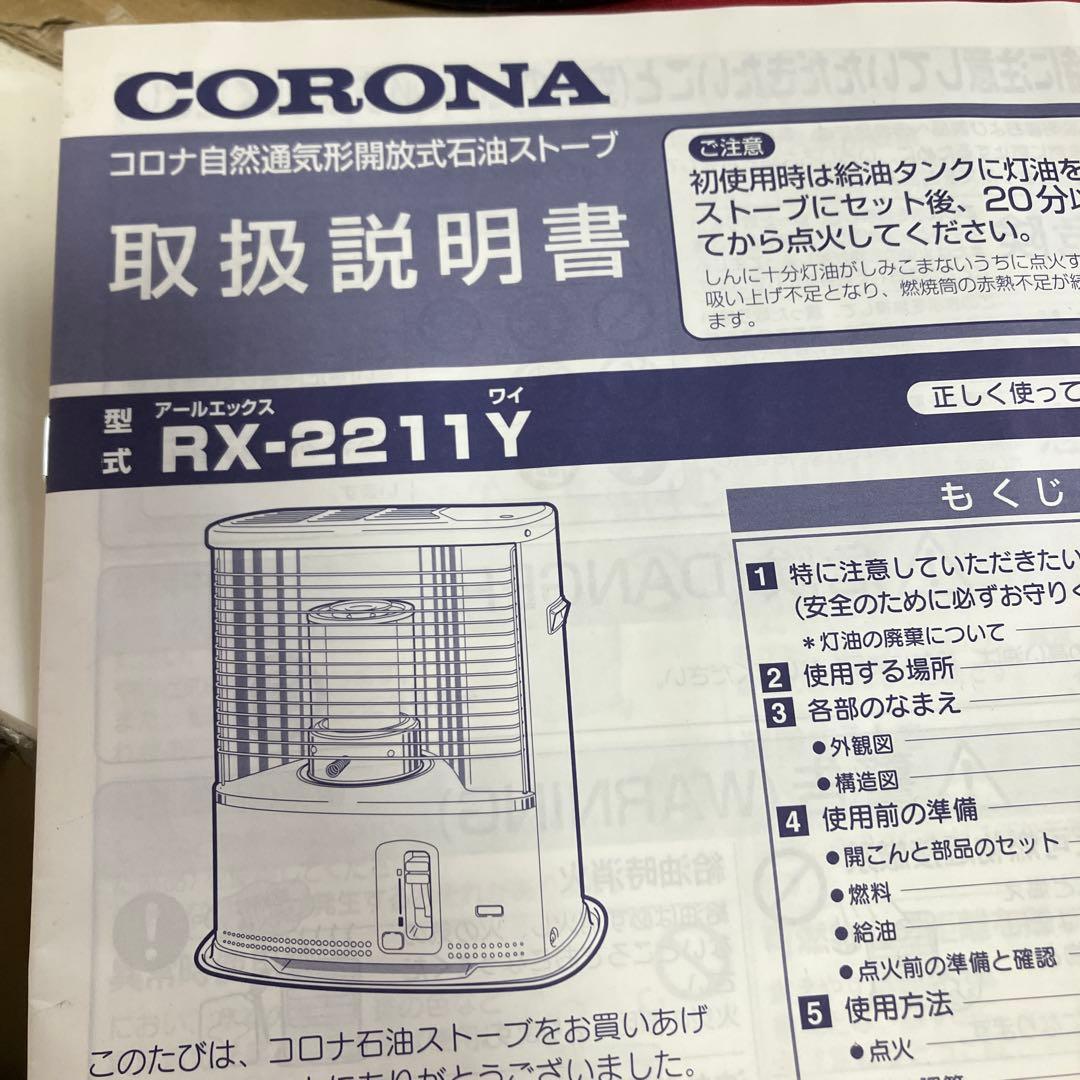 CORONA
コロナ自然通気形開放式石油ストーブ
取扱説明書
ご注意
初使用時は給油タンクに灯油を
ストーブにセット後、20分以
てから点火してください。
しんに十分灯油がしみこまないうちに点火す
吸い上げ不足となり、燃焼筒の赤熱不足が
ます。
型式
アールエックス ワイ
RX-2211Y
正しく使って
もくじ
1 特に注意していただきたい
(安全のために必ずお守りく
*灯油の廃棄について
2 使用する場所
3 各部のなまえ
●外観図
●構造図
4 使用前の準備
●開こんと部品のセット
●燃料
●給油
●点火前の準備と確認
5 使用方法
●点火
このたびは、コロナ石油ストーブをお買いあげ
ありがとうございました。